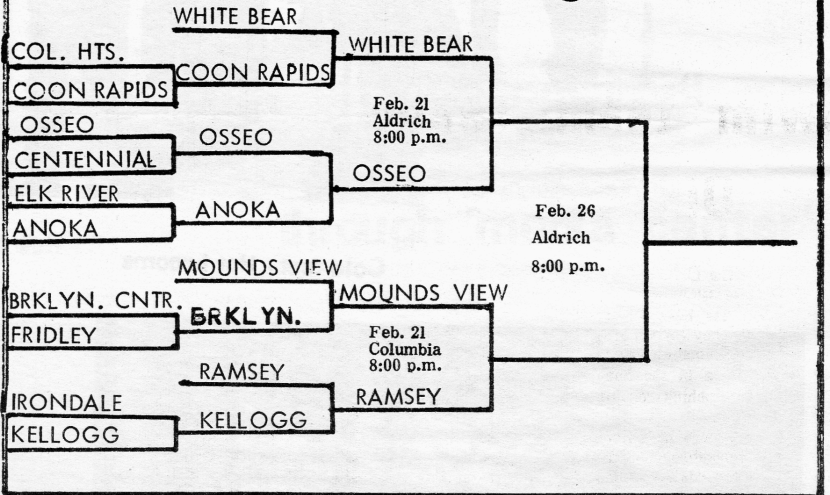 WHITE BEAR
COL. HTS.
WHITE BEAR
COON RAPIDS
COON RAPIDS
Feb. 21
Aldrich
8:00 p.m.
OSSEO
OSSEO
CENTENNIAL
OSSEO
ELK RIVER
ANOKA
ANOKA
Feb. 26
Aldrich
8:00 p.m.
MOUNDS VIEW
MOUNDS VIEW
BRKLYN. CNTR.
BRKLYN.
FRIDLEY
Feb. 21
Columbia
8:00 p.m.
RAMSEY
RAMSEY
IRONDALE
KELLOGG
KELLOGG